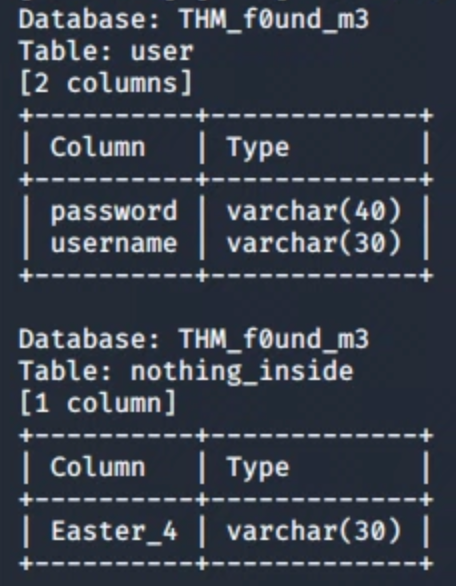 Database: THM_f0und_m3
Table: user
[2 columns]
+----------+-------------+
| Column   | Type        |
+----------+-------------+
| password | varchar(40) |
| username | varchar(30) |
+----------+-------------+
Database: THM_f0und_m3
Table: nothing_inside
[1 column]
+----------+-------------+
| Column   | Type        |
+----------+-------------+
| Easter_4 | varchar(30) |
+----------+-------------+